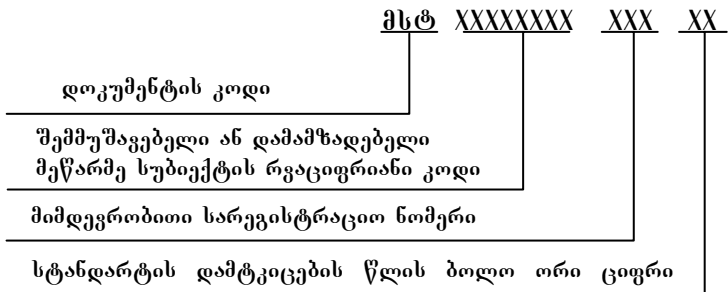 მსტ XXXXXXXX XXX XX
დოკუმენტის კოდი
შემმუშავებელი ან დამამზადებელი
მეწარმე სუბიექტის რვაციფრიანი კოდი
მიმდევრობითი სარეგისტრაციო ნომერი
სტანდარტის დამტკიცების წლის ბოლო ორი ციფრი